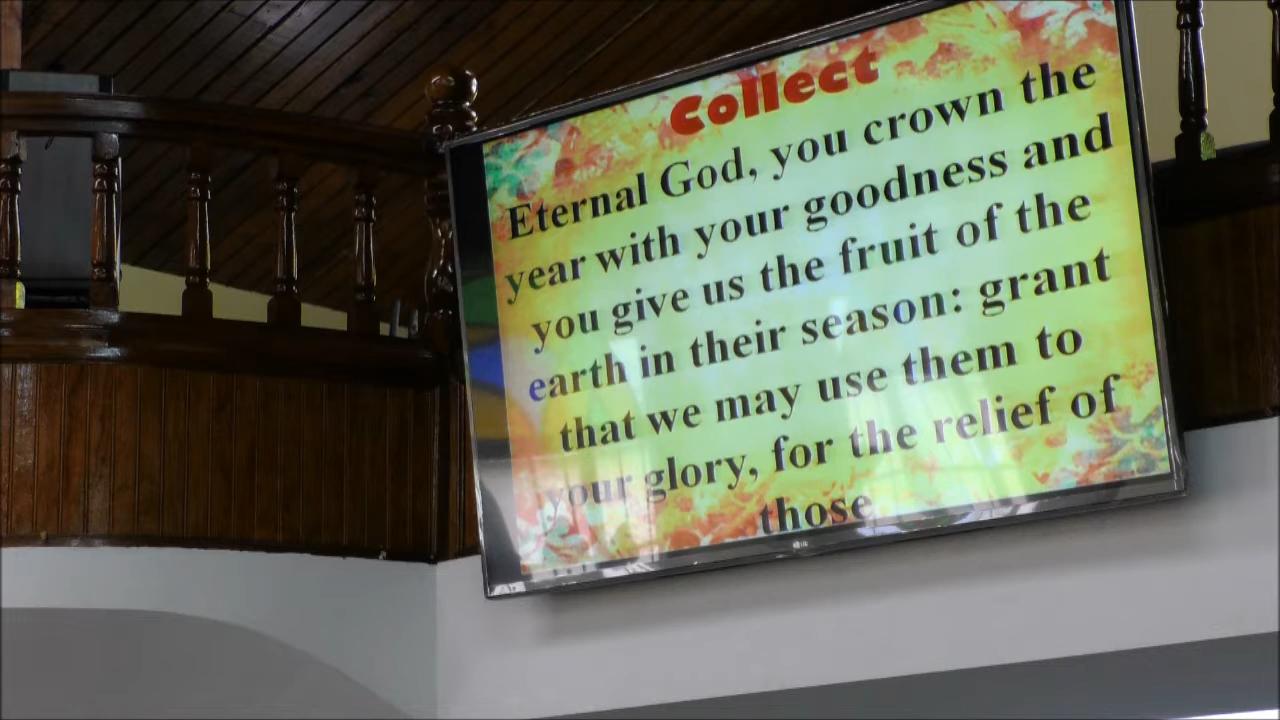 Collect
Eternal God, you crown the
year with your goodness and
you give us the fruit of the
earth in their season: grant
that we may use them to
your glory, for the relief of
those
LG